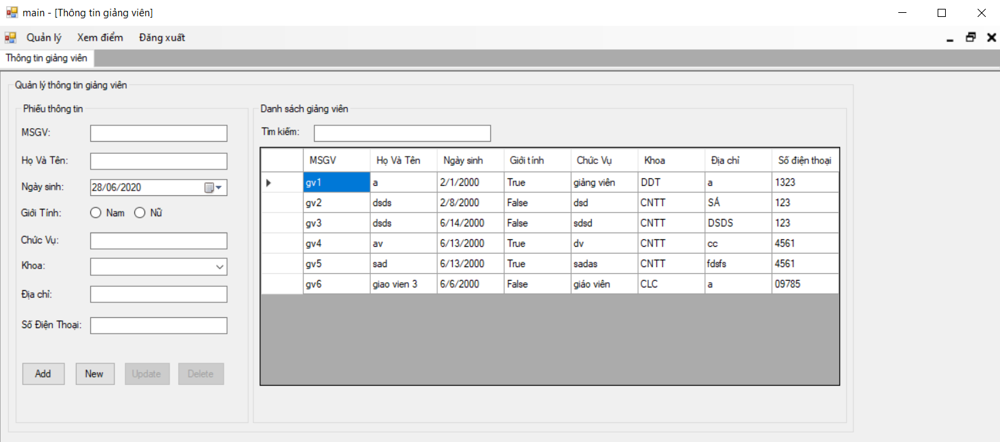 main - [Thông tin giảng viên]
Quản lý Xem điểm Đăng xuất
Thông tin giảng viên
Quản lý thông tin giảng viên
Phiếu thông tin
MSGV:
Họ Và Tên:
Ngày sinh: 28/06/2020
Giới Tính: Nam Nữ
Chức Vụ:
Khoa:
Địa chỉ:
Số Điện Thoại:
Add New Update Delete
Danh sách giảng viên
Tìm kiếm:
MSGV Họ Và Tên Ngày sinh Giới tính Chức Vụ Khoa Địa chỉ Số điện thoại
gv1 a 2/1/2000 True giảng viên DDT a 1323
gv2 dsds 2/8/2000 False dsd CNTT SÁ 123
gv3 dsds 6/14/2000 False sdsd CNTT DSDS 123
gv4 av 6/13/2000 True dv CNTT cc 4561
gv5 sad 6/13/2000 True sadas CNTT fdsfs 4561
gv6 giao vien 3 6/6/2000 False giáo viên CLC a 09785